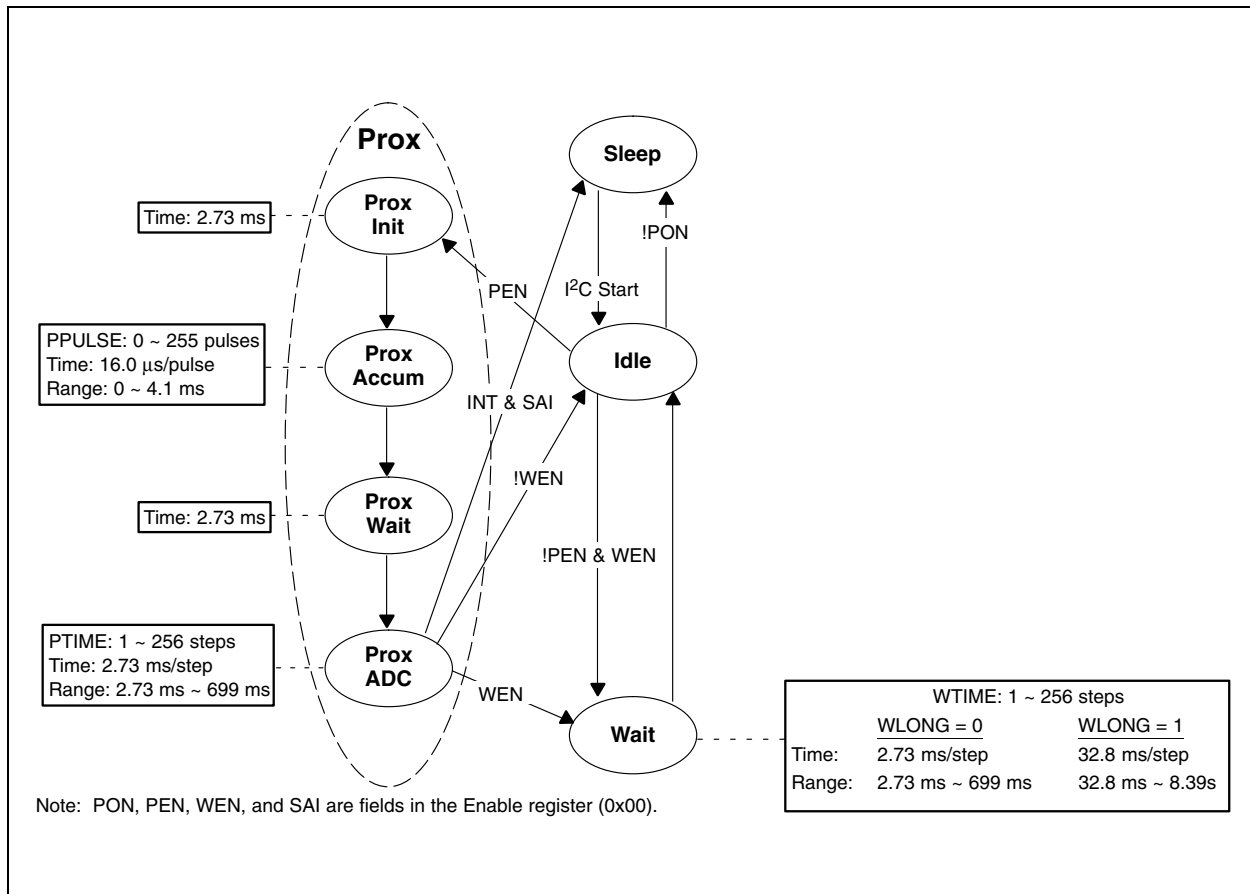 Prox
Sleep
Prox
Init
Time: 2.73 ms
!PON
PEN
I²C Start
PPULSE: 0 ~ 255 pulses
Time: 16.0 µs/pulse
Range: 0 ~ 4.1 ms
Prox
Accum
Idle
INT & SAI
!WEN
Prox
Wait
Time: 2.73 ms
!PEN & WEN
PTIME: 1 ~ 256 steps
Time: 2.73 ms/step
Range: 2.73 ms ~ 699 ms
Prox
ADC
WEN
Wait
WTIME: 1 ~ 256 steps
WLONG = 0 WLONG = 1
Time: 2.73 ms/step 32.8 ms/step
Range: 2.73 ms ~ 699 ms 32.8 ms ~ 8.39s
Note: PON, PEN, WEN, and SAI are fields in the Enable register (0x00).